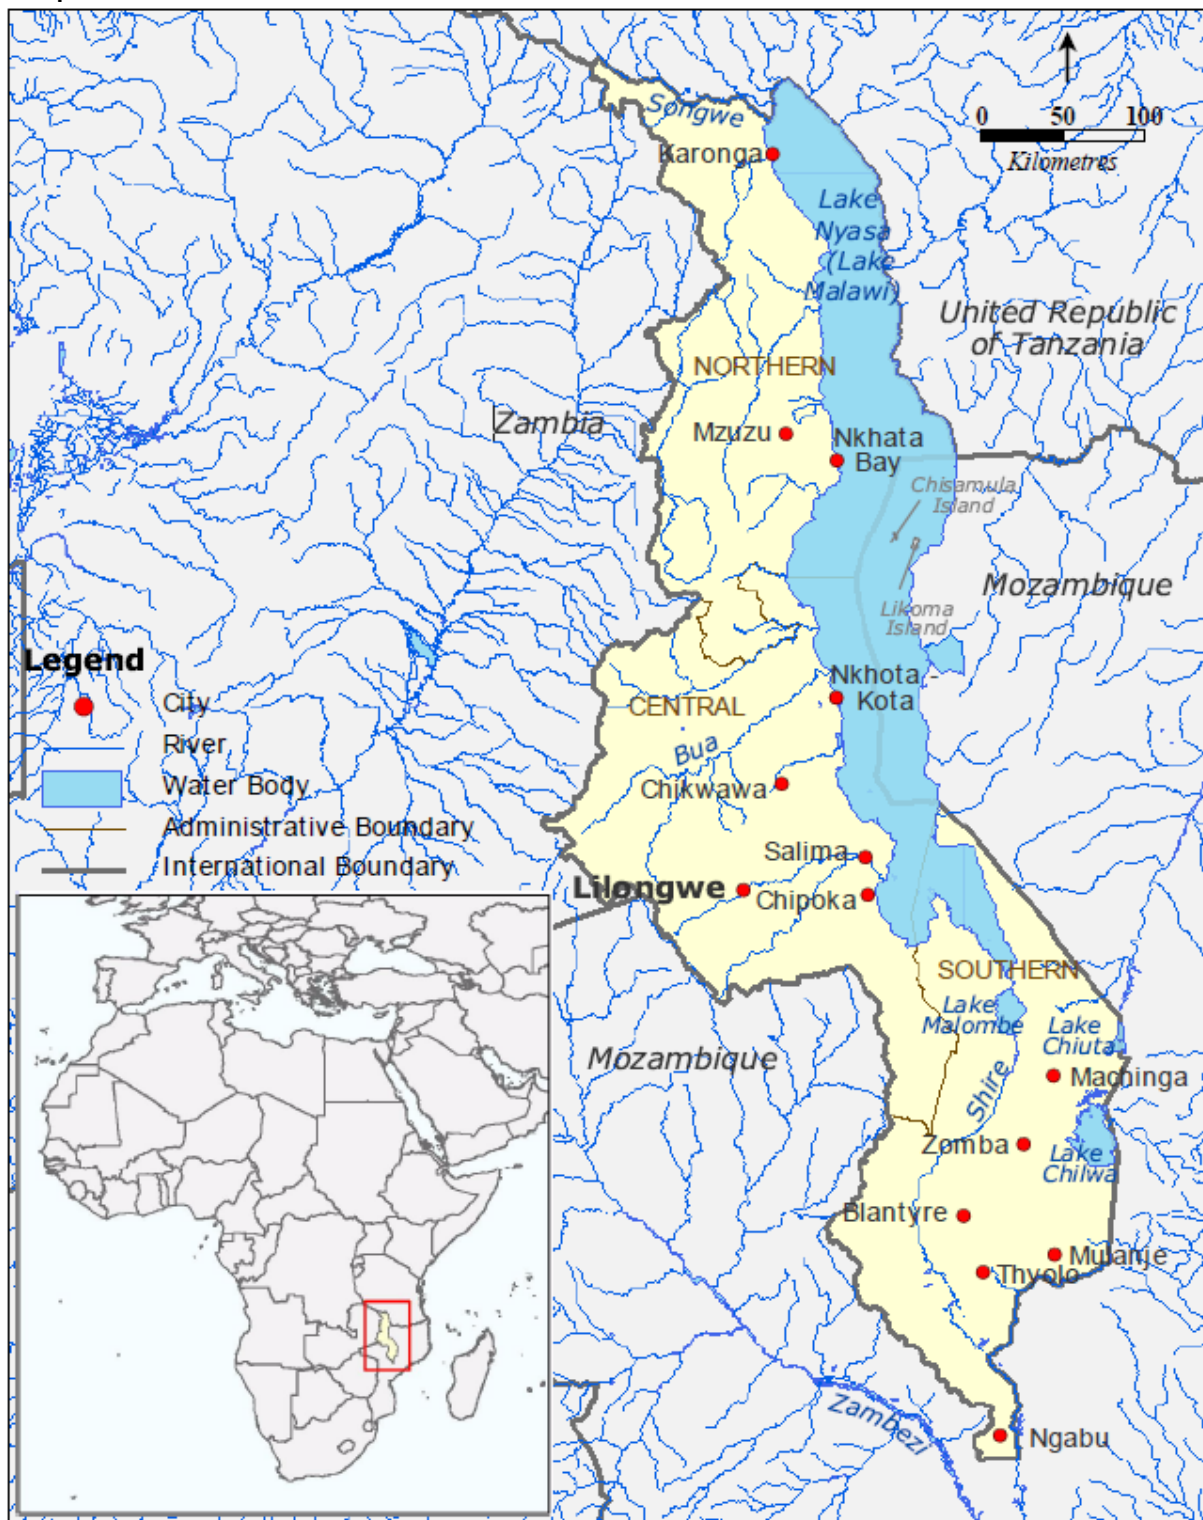 0 50 100
Kilometres
Songwe
Karonga
Lake
Nyasa
(Lake
Malawi)
United Republic
of Tanzania
NORTHERN
Zambia
Mzuzu
Nkhata
Bay
Chisamula
Island
Mozambique
Likoma
Island
Legend
City
River
Water Body
Administrative Boundary
International Boundary
Nkhota -
Kota
CENTRAL
Bua
Chikwawa
Salima
Lilongwe
Chipoka
SOUTHERN
Lake
Malombe
Lake
Chiuta
Mozambique
Machinga
Shire
Zomba
Lake
Chilwa
Blantyre
Mulanje
Thyolo
Zambezi
Ngabu